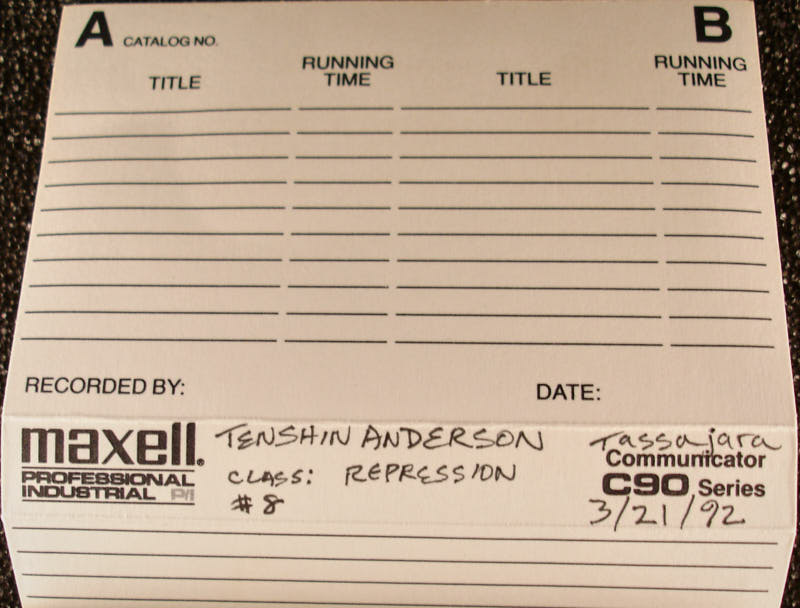 A CATALOG NO. B
TITLE RUNNING TIME TITLE RUNNING TIME
RECORDED BY: DATE:
maxell. TENSHIN ANDERSON Tassajara
PROFESSIONAL CLASS: REPRESSION Communicator
INDUSTRIAL P/I #8 C90 Series
3/21/92